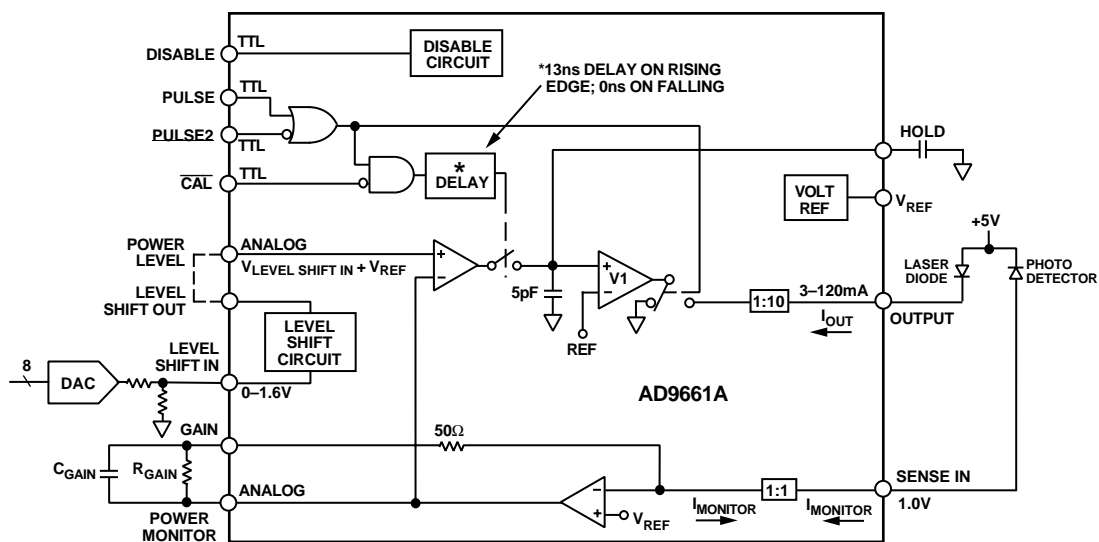 DISABLE
TTL
DISABLE
CIRCUIT
*13ns DELAY ON RISING
EDGE; 0ns ON FALLING
PULSE
TTL
PULSE2
TTL
CAL
TTL
*
DELAY
HOLD
VOLT
REF
VREF
+5V
POWER
LEVEL
ANALOG
VLEVEL SHIFT IN + VREF
+
−
5pF
+
−
V1
REF
1:10
3–120mA
IOUT
OUTPUT
LASER
DIODE
PHOTO
DETECTOR
LEVEL
SHIFT OUT
LEVEL
SHIFT
CIRCUIT
LEVEL
SHIFT IN
0–1.6V
8
DAC
AD9661A
GAIN
50Ω
CGAIN
RGAIN
ANALOG
POWER
MONITOR
−
+
VREF
1:1
IMONITOR
IMONITOR
SENSE IN
1.0V